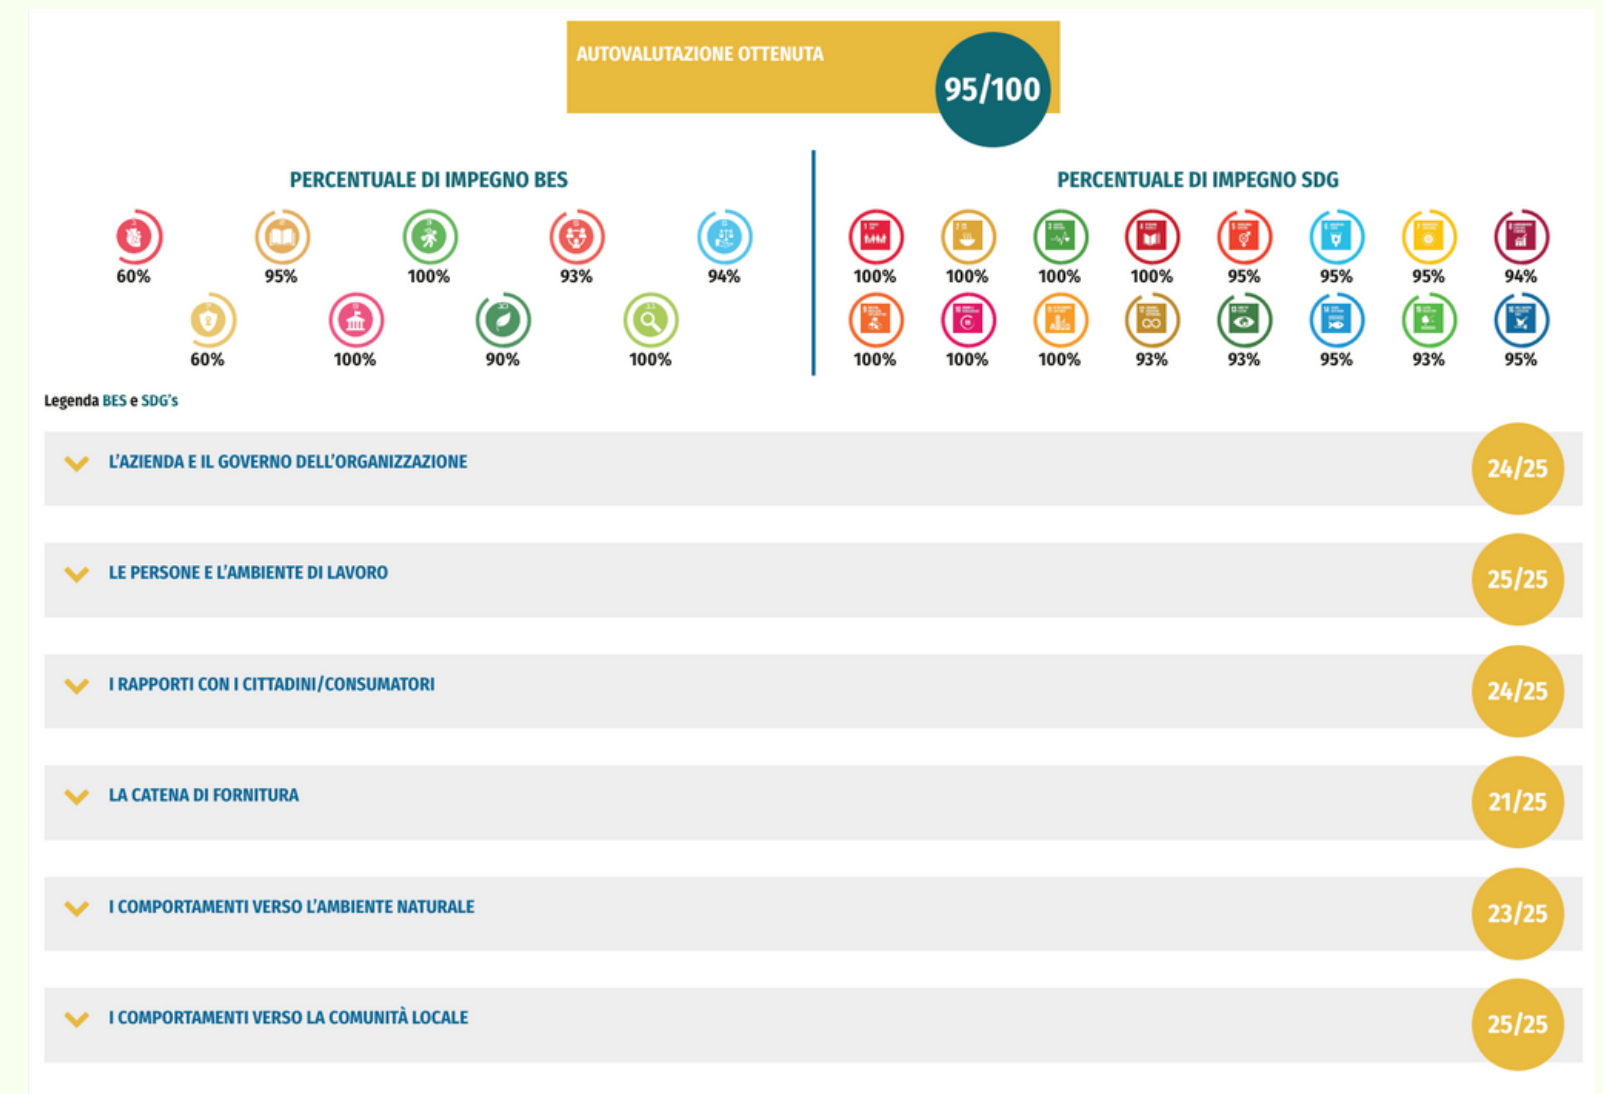 AUTOVALUTAZIONE OTTENUTA
95/100
PERCENTUALE DI IMPEGNO BES
60% 95% 100% 93% 94%
60% 100% 90% 100%
PERCENTUALE DI IMPEGNO SDG
100% 100% 100% 100% 95% 95% 95% 94%
100% 100% 100% 93% 93% 95% 93% 95%
Legenda BES e SDG's
L'AZIENDA E IL GOVERNO DELL'ORGANIZZAZIONE
24/25
LE PERSONE E L'AMBIENTE DI LAVORO
25/25
I RAPPORTI CON I CITTADINI/CONSUMATORI
24/25
LA CATENA DI FORNITURA
21/25
I COMPORTAMENTI VERSO L'AMBIENTE NATURALE
23/25
I COMPORTAMENTI VERSO LA COMUNITÀ LOCALE
25/25